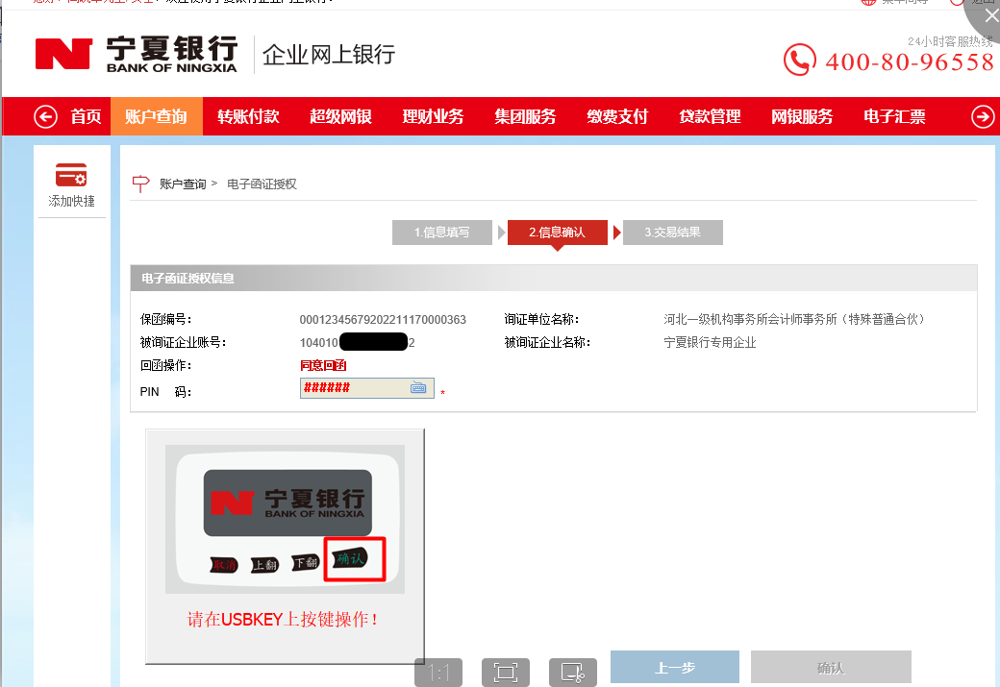 宁夏银行
BANK OF NINGXIA
企业网上银行
24小时客服热线
400-80-96558
首页 账户查询 转账付款 超级网银 理财业务 集团服务 缴费支付 贷款管理 网银服务 电子汇票
添加快捷
账户查询 > 电子函证授权
1.信息填写 2.信息确认 3.交易结果
电子函证授权信息
保函编号: 00012345679202211170000363 询证单位名称: 河北一级机构事务所会计师事务所（特殊普通合伙）
被询证企业账号: 104010 2 被询证企业名称: 宁夏银行专用企业
回函操作: 同意回函
PIN 码: ###### *
宁夏银行
BANK OF NINGXIA
取消 上翻 下翻 确认
请在USBKEY上按键操作!
1:1
上一步 确认